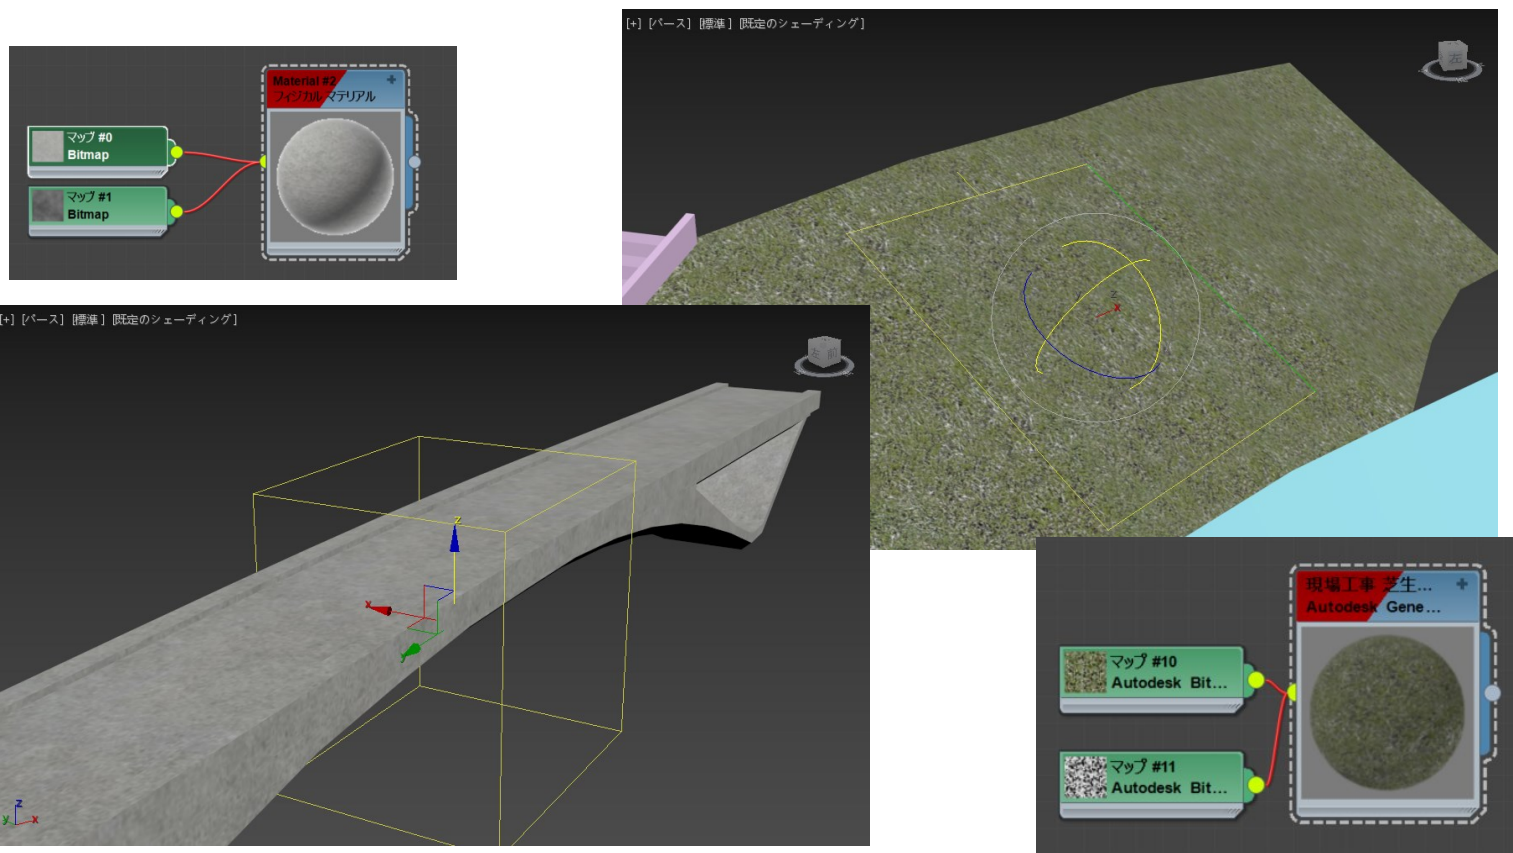 Material #2
フィジカル マテリアル
マップ #0
Bitmap
マップ #1
Bitmap
[+] [パース] [標準 ] [既定のシェーディング]
左
z
x
[+] [パース] [標準 ] [既定のシェーディング]
左 前
z
x
y
z
y
x
現場工事 芝生...
Autodesk Gene...
マップ #10
Autodesk Bit...
マップ #11
Autodesk Bit...